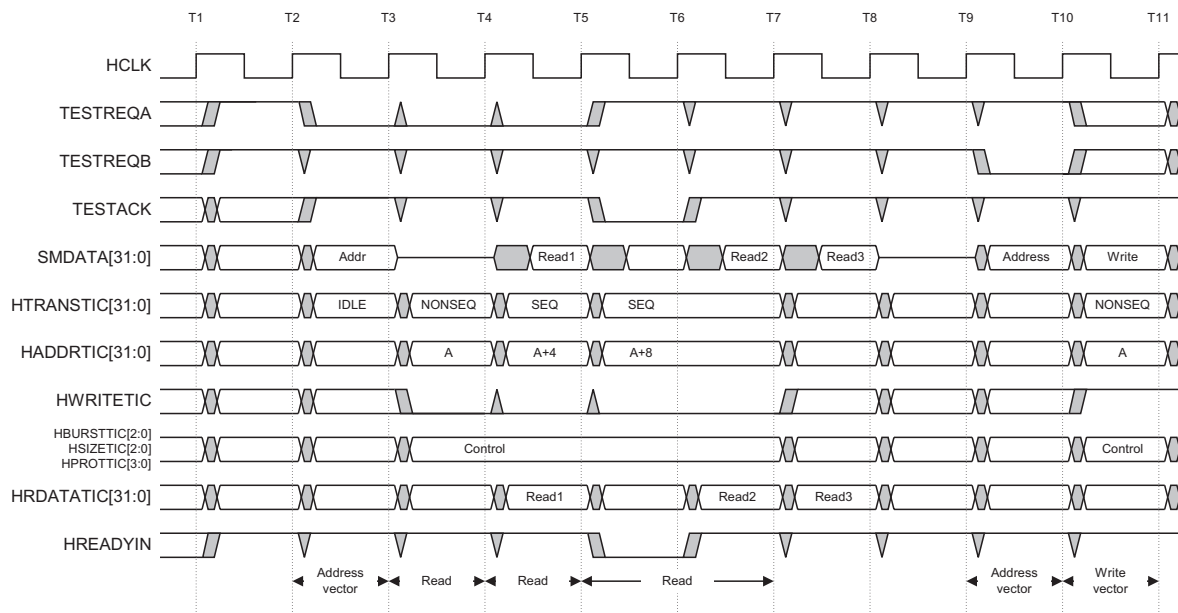 T1 T2 T3 T4 T5 T6 T7 T8 T9 T10 T11
HCLK
TESTREQA
TESTREQB
TESTACK
SMDATA[31:0] Addr Read1 Read2 Read3 Address Write
HTRANSTIC[31:0] IDLE NONSEQ SEQ SEQ NONSEQ
HADDRTIC[31:0] A A+4 A+8 A
HWRITETIC
HBURSTTIC[2:0]
HSIZETIC[2:0] Control Control
HPROTTIC[3:0]
HRDATATIC[31:0] Read1 Read2 Read3
HREADYIN
Address Read Read Read Address Write
vector vector vector